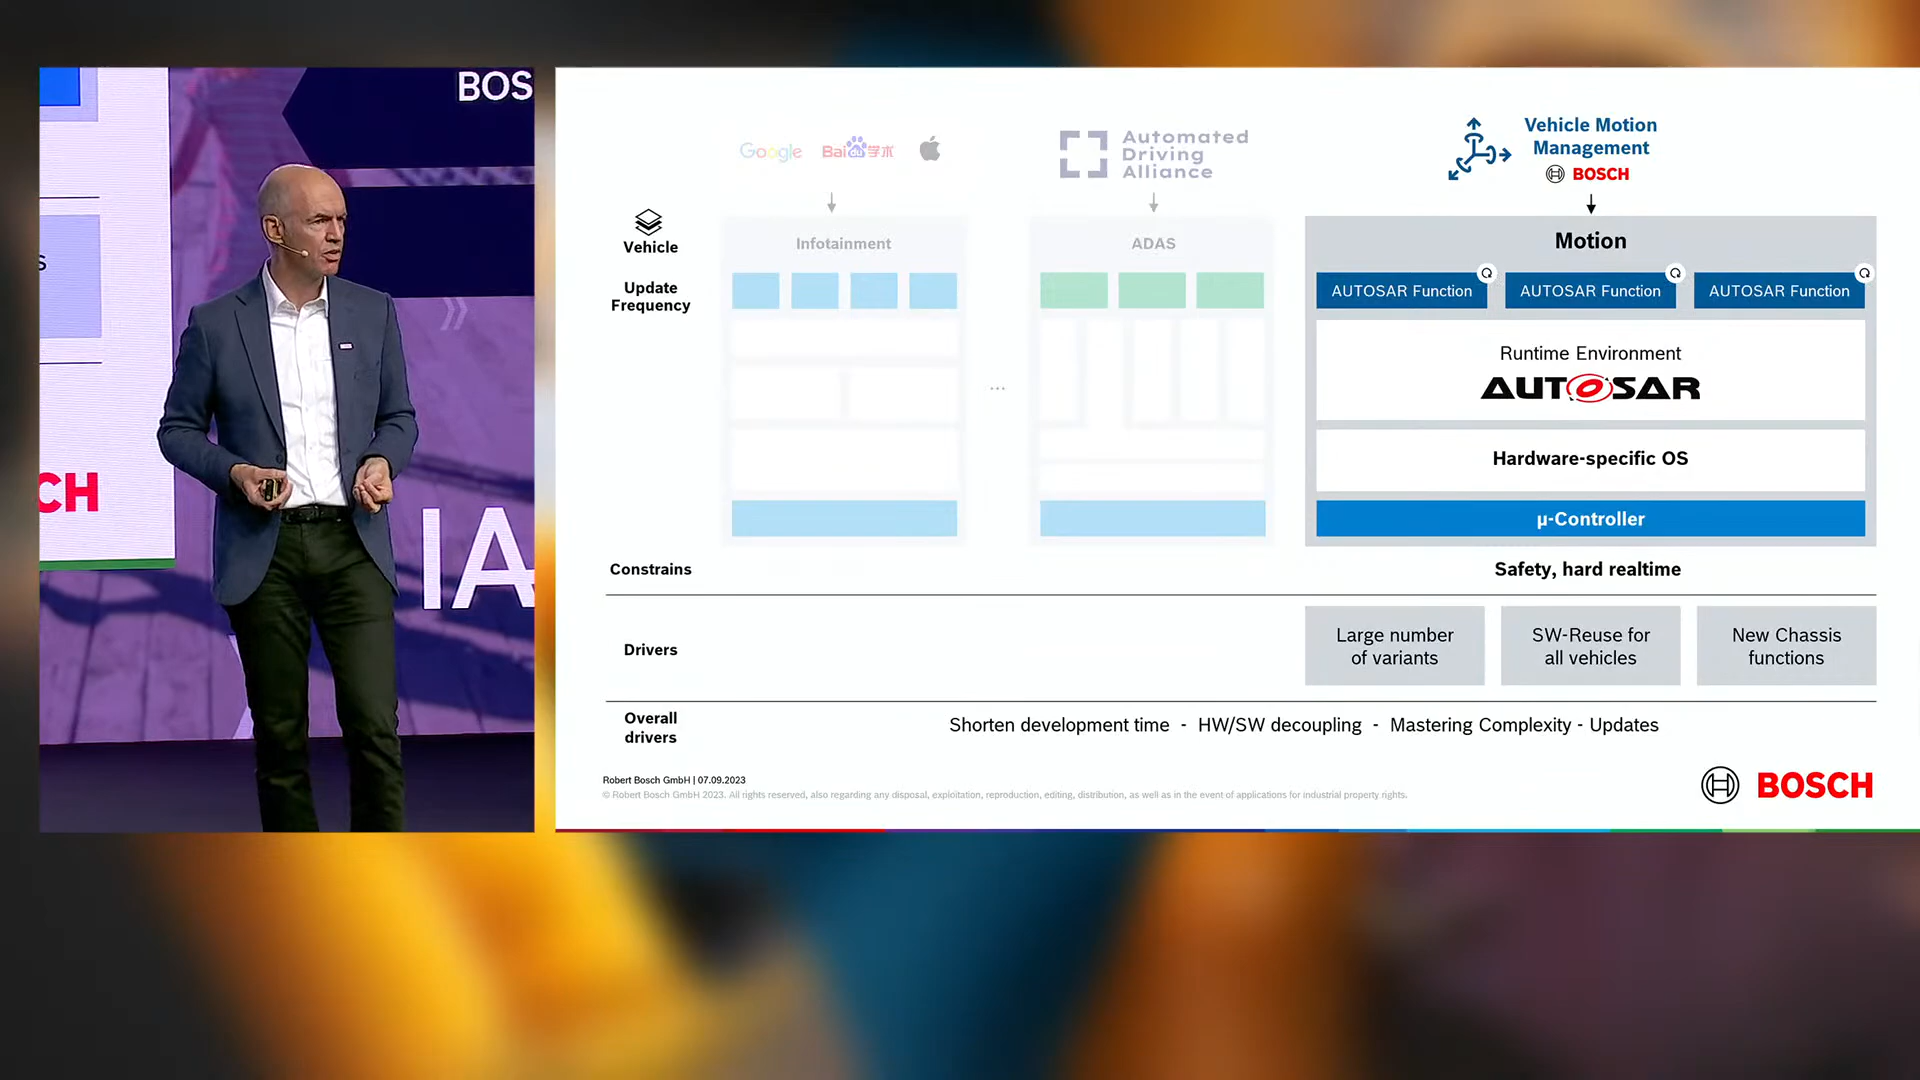 BOS
S
CH
IA
Google
Bai du 学术
Automated
Driving
Alliance
Vehicle Motion
Management
BOSCH
Vehicle
Infotainment
ADAS
Motion
Update
Frequency
AUTOSAR Function
AUTOSAR Function
AUTOSAR Function
Runtime Environment
AUTOSAR
...
Hardware-specific OS
µ-Controller
Constrains
Safety, hard realtime
Drivers
Large number
of variants
SW-Reuse for
all vehicles
New Chassis
functions
Overall
drivers
Shorten development time - HW/SW decoupling - Mastering Complexity - Updates
Robert Bosch GmbH | 07.09.2023
© Robert Bosch GmbH 2023. All rights reserved, also regarding any disposal, exploitation, reproduction, editing, distribution, as well as in the event of applications for industrial property rights.
BOSCH